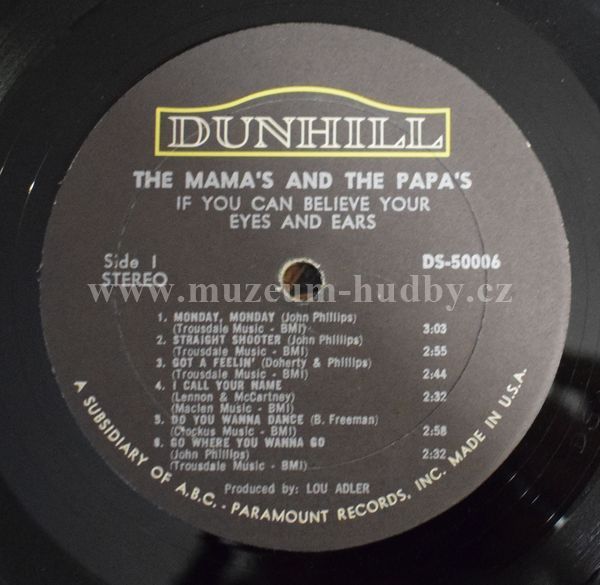 DUNHILL
THE MAMA'S AND THE PAPA'S
IF YOU CAN BELIEVE YOUR
EYES AND EARS
Side 1 DS-50006
STEREO
www.muzeum-hudby.cz
1. MONDAY, MONDAY (John Phillips)
(Trousdale Music - BMI) 3:03
2. STRAIGHT SHOOTER (John Phillips)
(Trousdale Music - BMI) 2:55
3. GOT A FEELIN' (Doherty & Phillips)
(Trousdale Music - BMI) 2:44
4. I CALL YOUR NAME
(Lennon & McCartney) 2:32
(Maclen Music - BMI)
5. DO YOU WANNA DANCE (B. Freeman)
(Clockus Music - BMI) 2:58
6. GO WHERE YOU WANNA GO
(John Phillips) 2:32
(Trousdale Music - BMI)
Produced by: LOU ADLER
A SUBSIDIARY OF A.B.C. - PARAMOUNT RECORDS, INC. MADE IN U.S.A.